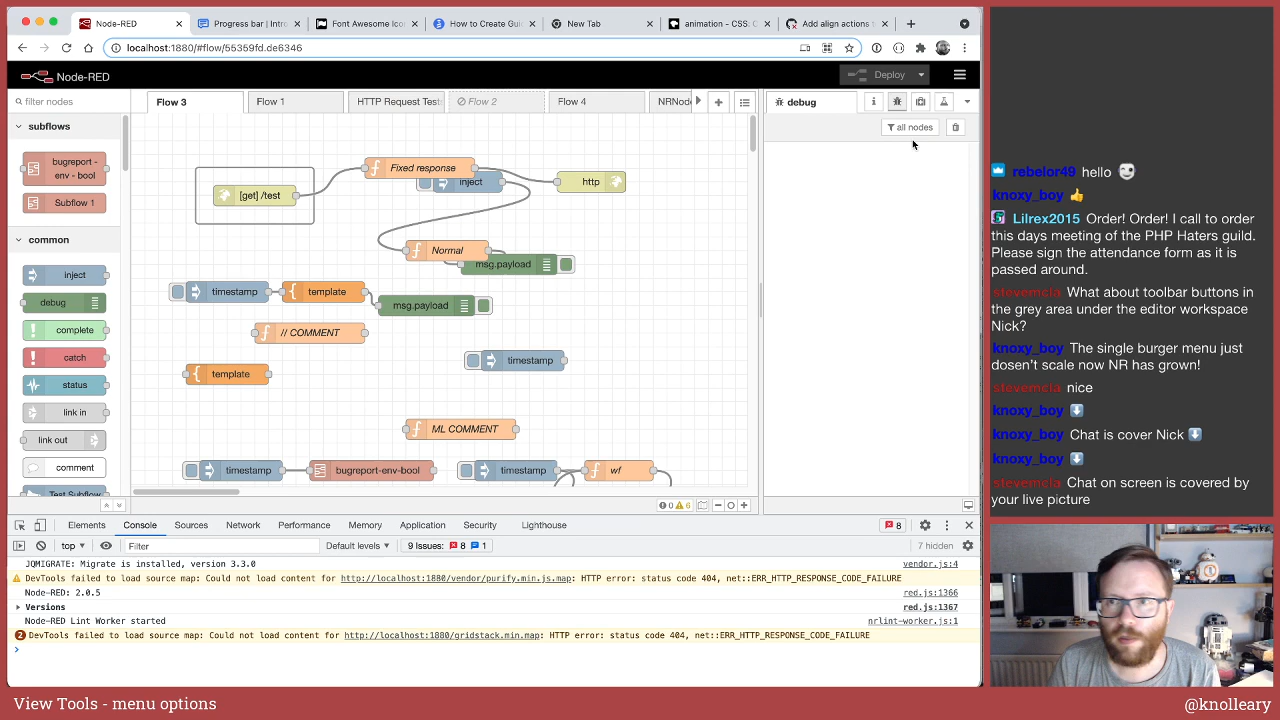 Node-RED
Progress bar | Intro
Font Awesome Ico
How to Create Gui
New Tab
animation - CSS: C
Add align actions
localhost:1880/#flow/55359fd.de6346
Node-RED
Deploy
filter nodes
Flow 3
Flow 1
HTTP Request Test
Flow 2
Flow 4
NRNode
debug
all nodes
subflows
bugreport -
env - bool
Subflow 1
common
inject
debug
complete
catch
status
link in
link out
comment
Test Subflow
[get] /test
Fixed response
inject
http
Normal
msg.payload
timestamp
template
msg.payload
// COMMENT
timestamp
template
ML COMMENT
timestamp
bugreport-env-bool
timestamp
wf
0 6
Elements
Console
Sources
Network
Performance
Memory
Application
Security
Lighthouse
8
top
Filter
Default levels
9 Issues: 8 1
7 hidden
JQMIGRATE: Migrate is installed, version 3.3.0
vendor.js:4
DevTools failed to load source map: Could not load content for http://localhost:1880/vendor/purify.min.js.map: HTTP error: status code 404, net::ERR_HTTP_RESPONSE_CODE_FAILURE
Node-RED: 2.0.5
red.js:1366
Versions
red.js:1367
Node-RED Lint Worker started
nrlint-worker.js:1
2 DevTools failed to load source map: Could not load content for http://localhost:1880/gridstack.min.map: HTTP error: status code 404, net::ERR_HTTP_RESPONSE_CODE_FAILURE
rebelor49 hello
knoxy_boy 👍
Lilrex2015 Order! Order! I call to order
this days meeting of the PHP Haters guild.
Please sign the attendance form as it is
passed around.
stevemcla What about toolbar buttons in
the grey area under the editor workspace
Nick?
knoxy_boy The single burger menu just
dosen't scale now NR has grown!
stevemcla nice
knoxy_boy ⬇️
knoxy_boy Chat is cover Nick ⬇️
knoxy_boy ⬇️
stevemcla Chat on screen is covered by
your live picture
View Tools - menu options
@knolleary